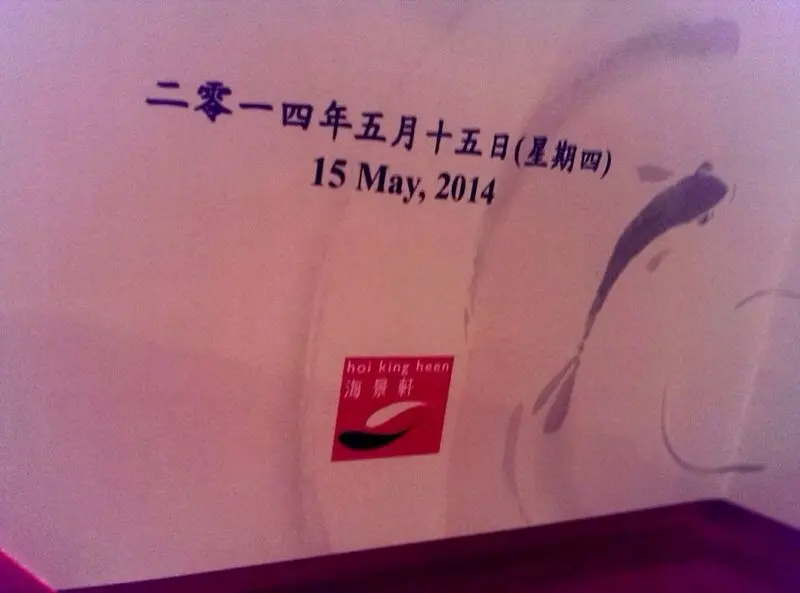 二零一四年五月十五日(星期四)
15 May, 2014
hoi king heen
海景軒